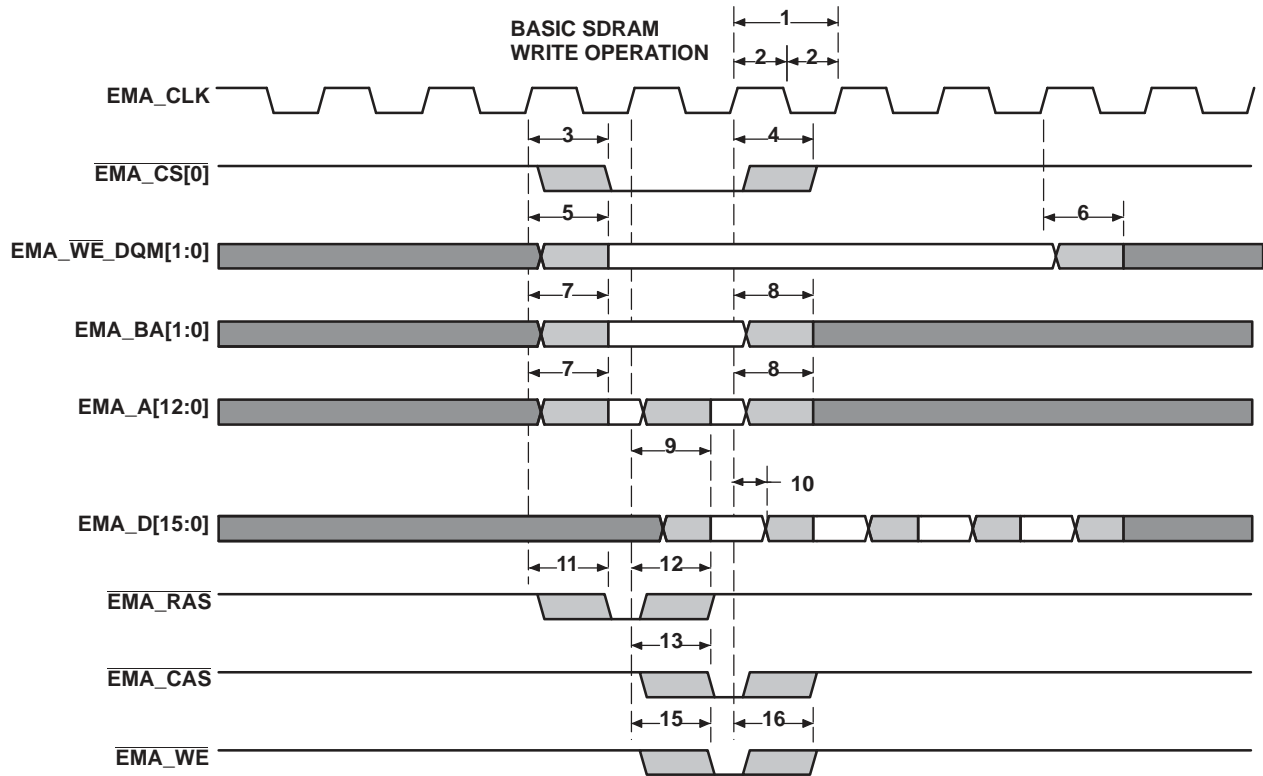 BASIC SDRAM
WRITE OPERATION
1
2 2
EMA_CLK
3 4
EMA_CS[0]
5 6
EMA_WE_DQM[1:0]
7 8
EMA_BA[1:0]
7 8
EMA_A[12:0]
9
10
EMA_D[15:0]
11 12
EMA_RAS
13
EMA_CAS
15 16
EMA_WE